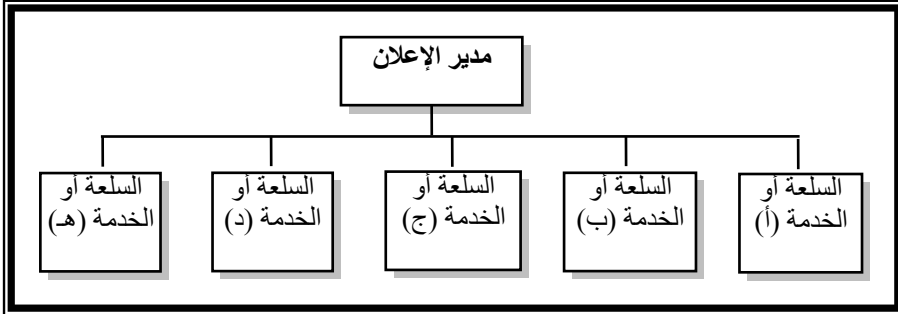 مدير الإعلان
السلعة أو
الخدمة (أ)
السلعة أو
الخدمة (ب)
السلعة أو
الخدمة (ج)
السلعة أو
الخدمة (د)
السلعة أو
الخدمة (هـ)